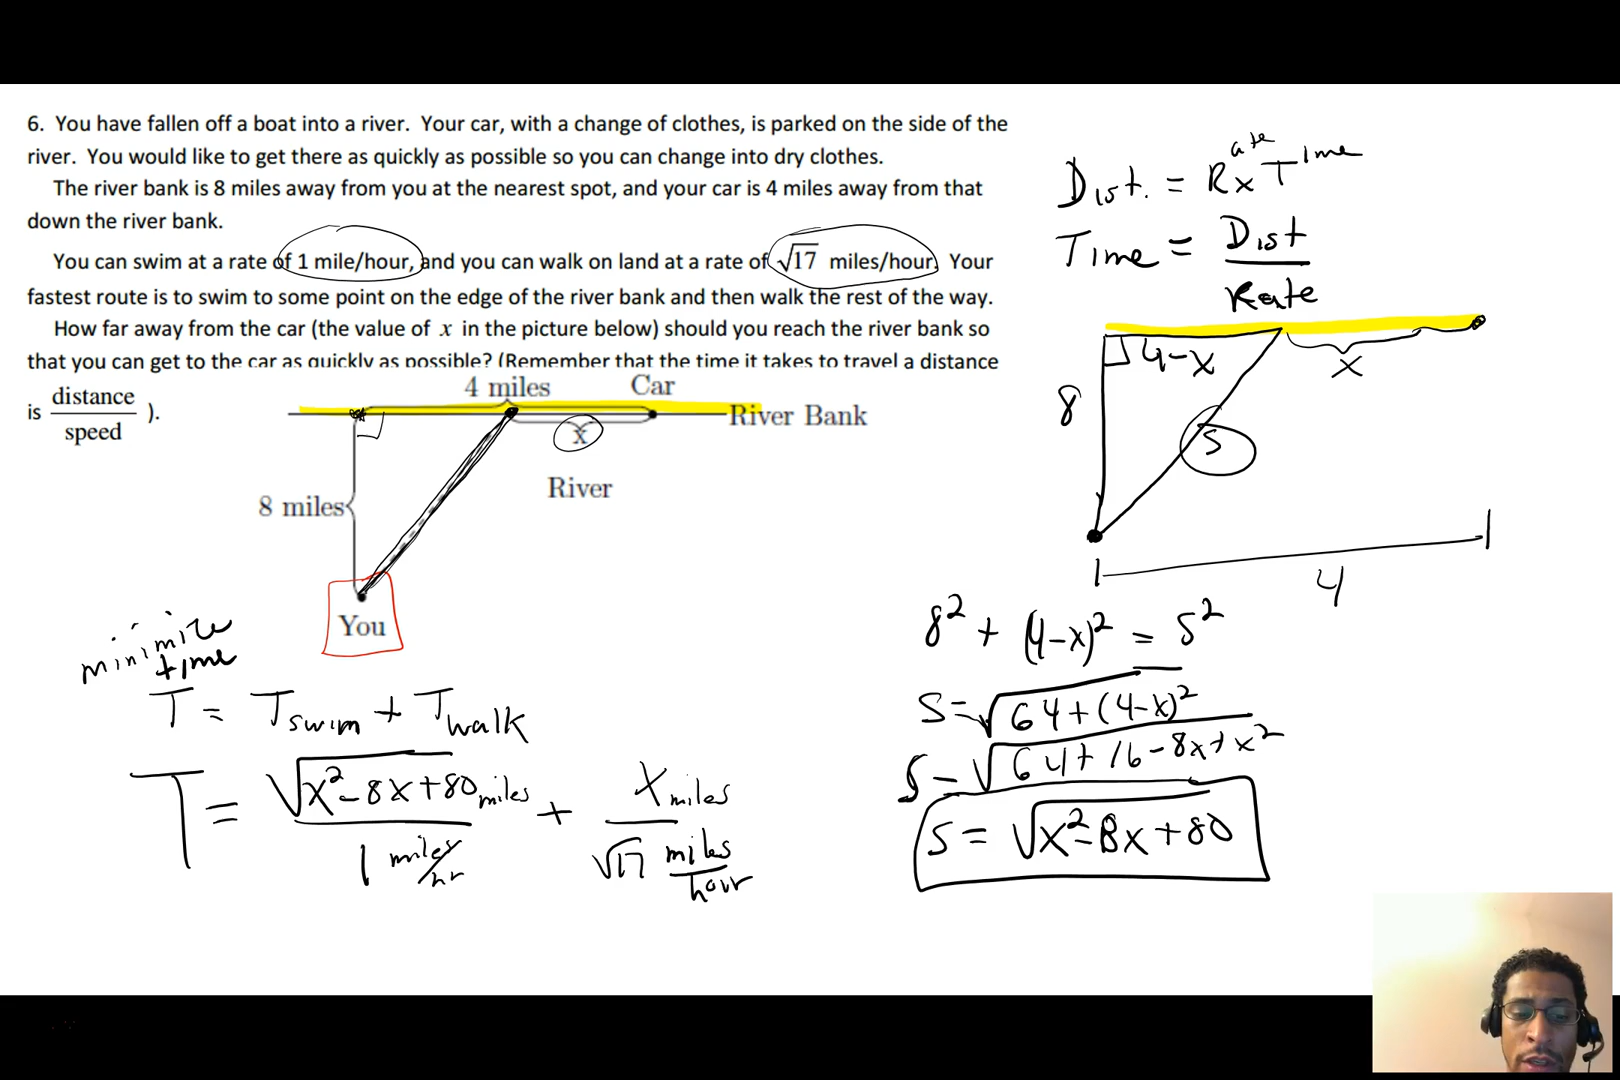 6. You have fallen off a boat into a river. Your car, with a change of clothes, is parked on the side of the
river. You would like to get there as quickly as possible so you can change into dry clothes.
The river bank is 8 miles away from you at the nearest spot, and your car is 4 miles away from that
down the river bank.
You can swim at a rate of 1 mile/hour, and you can walk on land at a rate of √17 miles/hour. Your
fastest route is to swim to some point on the edge of the river bank and then walk the rest of the way.
How far away from the car (the value of x in the picture below) should you reach the river bank so
that you can get to the car as quickly as possible? (Remember that the time it takes to travel a distance
is distance/speed ).
4 miles Car
River Bank
x
River
8 miles
You
minimize
time
T = Tswim + Twalk
T = √(x² - 8x + 80) miles / 1 miles/hr + x miles / √17 miles/hour
Dist. = Rate x Time
Time = Dist / Rate
4-x
x
8
S
4
8² + (4-x)² = S²
S = √(64 + (4-x)²)
S = √(64 + 16 - 8x + x²)
S = √(x² - 8x + 80)